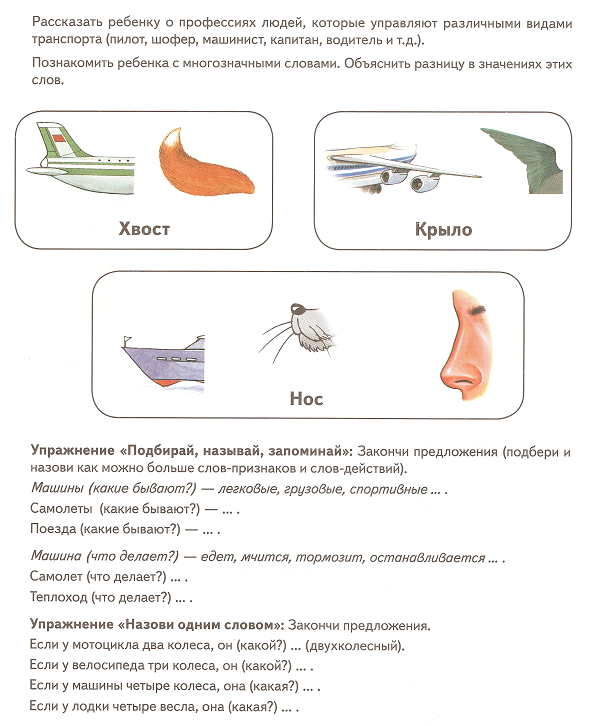 Рассказать ребенку о профессиях людей, которые управляют различными видами
транспорта (пилот, шофер, машинист, капитан, водитель и т.д.).
Познакомить ребенка с многозначными словами. Объяснить разницу в значениях этих
слов.
Хвост
Крыло
Нос
Упражнение «Подбирай, называй, запоминай»: Закончи предложения (подбери и
назови как можно больше слов-признаков и слов-действий).
Машины (какие бывают?) — легковые, грузовые, спортивные ... .
Самолеты (какие бывают?) — ... .
Поезда (какие бывают?) — ... .
Машина (что делает?) — едет, мчится, тормозит, останавливается ... .
Самолет (что делает?) ... .
Теплоход (что делает?) ... .
Упражнение «Назови одним словом»: Закончи предложения.
Если у мотоцикла два колеса, он (какой?) ... (двухколесный).
Если у велосипеда три колеса, он (какой?) ... .
Если у машины четыре колеса, она (какая?) ... .
Если у лодки четыре весла, она (какая?) ... .